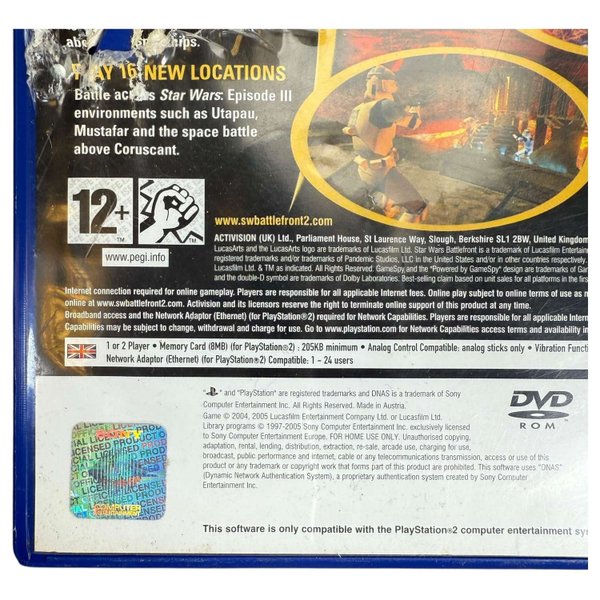 ships.
AY 16 NEW LOCATIONS
Battle across Star Wars: Episode III
environments such as Utapau,
Mustafar and the space battle
above Coruscant.
12+
www.pegi.info
www.swbattlefront2.com
ACTIVISION (UK) Ltd., Parliament House, St Laurence Way, Slough, Berkshire SL1 2BW, United Kingdom
LucasArts and the LucasArts logo are trademarks of Lucasfilm Ltd. Star Wars Battlefront is a trademark of Lucasfilm Entertain
registered trademarks and/or trademarks of Pandemic Studios, LLC in the United States and/or in other countries respectively.
Lucasfilm Ltd. & TM as indicated. All Rights Reserved. GameSpy and the "Powered by GameSpy" design are trademarks of Gam
and the double-D symbol are trademarks of Dolby Laboratories. Best-selling claim based on unit sales for all platforms in the firs
Internet connection required for online gameplay. Players are responsible for all applicable Internet fees. Online play subject to online terms of use as
online at www.swbattlefront2.com. Activision and its licensors reserve the right to terminate online support of this product at any time.
Broadband access and the Network Adaptor (Ethernet) (for PlayStation®2) required for Network Capabilities. Players are responsible for all applicable Intern
Capabilities may be subject to change, withdrawal and charge for use. Go to www.playstation.com for Network Capabilities access terms and availability in
1 or 2 Player • Memory Card (8MB) (for PlayStation®2) : 205KB minimum • Analog Control Compatible: analog sticks only • Vibration Funct
Network Adaptor (Ethernet) (for PlayStation®2) Compatible: 1 - 24 users
" " and "PlayStation" are registered trademarks and DNAS is a trademark of Sony
Computer Entertainment Inc. All Rights Reserved. Made in Austria.
Game © 2004, 2005 Lucasfilm Entertainment Company Ltd. or Lucasfilm Ltd.
Library programs © 1997-2005 Sony Computer Entertainment Inc. exclusively licensed
to Sony Computer Entertainment Europe. FOR HOME USE ONLY. Unauthorised copying,
adaptation, rental, lending, distribution, extraction, re-sale, arcade use, charging for use,
broadcast, public performance and internet, cable or any telecommunications transmission, access or use of this
product or any trademark or copyright work that forms part of this product are prohibited. This software uses "DNAS"
(Dynamic Network Authentication System), a proprietary authentication system created by Sony Computer
Entertainment Inc.
DVD
ROM
COMPUTER
ENTERTAINMENT
This software is only compatible with the PlayStation®2 computer entertainment sys